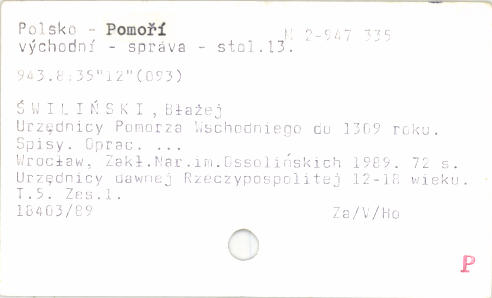 Polsko - Pomoří N 2-947 335
východní - správa - stol.13.
943.8:35"12"(093)
ŚWILIŃSKI, Błażej
Urzędnicy Pomorza Wschodniego do 1309 roku.
Spisy. Oprac. ...
Wrocław, Zakł.Nar.im.Ossolińskich 1989. 72 s.
Urzędnicy dawnej Rzeczypospolitej 12-18 wieku.
T.5. Zes.1.
18403/89 Za/V/Ho
P